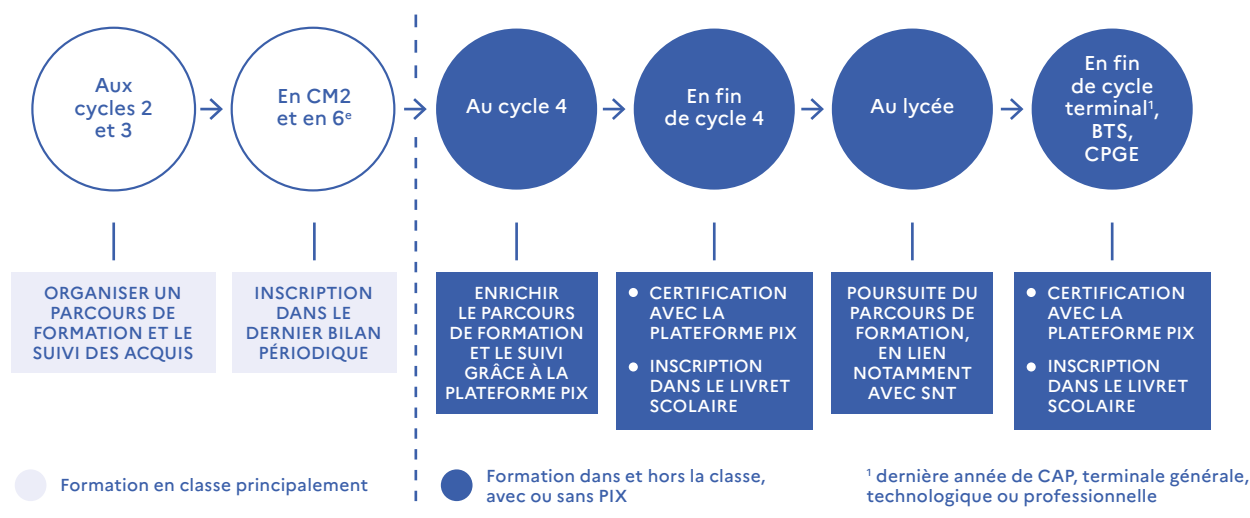 Aux
cycles 2
et 3
En CM2
et en 6ᵉ
Au cycle 4
En fin
de cycle 4
Au lycée
En fin
de cycle
terminal¹,
BTS,
CPGE
ORGANISER UN
PARCOURS DE
FORMATION ET LE
SUIVI DES ACQUIS
INSCRIPTION
DANS LE
DERNIER BILAN
PÉRIODIQUE
ENRICHIR
LE PARCOURS
DE FORMATION
ET LE SUIVI
GRÂCE À LA
PLATEFORME PIX
• CERTIFICATION
AVEC LA
PLATEFORME PIX
• INSCRIPTION
DANS LE LIVRET
SCOLAIRE
POURSUITE DU
PARCOURS DE
FORMATION,
EN LIEN
NOTAMMENT
AVEC SNT
• CERTIFICATION
AVEC LA
PLATEFORME PIX
• INSCRIPTION
DANS LE LIVRET
SCOLAIRE
Formation en classe principalement
Formation dans et hors la classe,
avec ou sans PIX
¹ dernière année de CAP, terminale générale,
technologique ou professionnelle